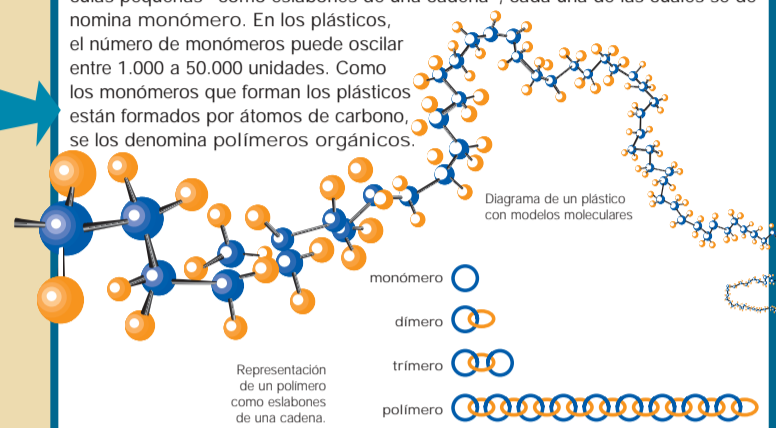 nomina monómero. En los plásticos,
el número de monómeros puede oscilar
entre 1.000 a 50.000 unidades. Como
los monómeros que forman los plásticos
están formados por átomos de carbono,
se los denomina polímeros orgánicos.
Diagrama de un plástico
con modelos moleculares
monómero
dímero
trímero
polímero
Representación
de un polímero
como eslabones
de una cadena.